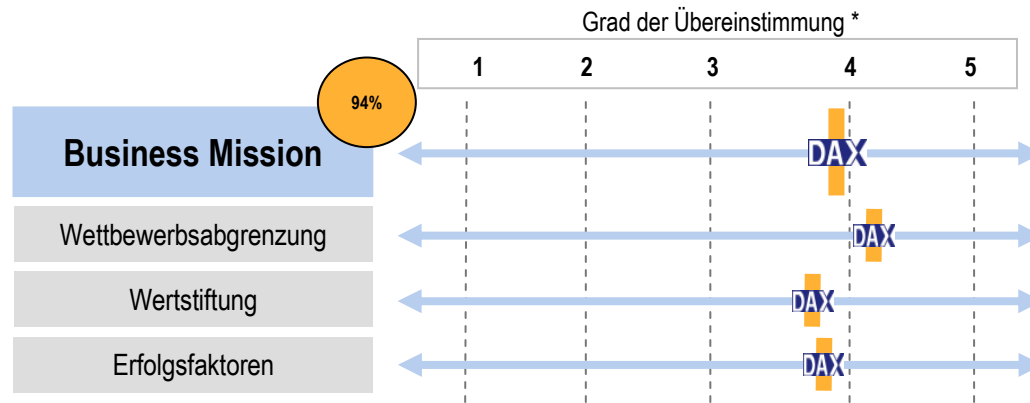 Grad der Übereinstimmung *
1 2 3 4 5
94%
Business Mission
DAX
Wettbewerbsabgrenzung
DAX
Wertstiftung
DAX
Erfolgsfaktoren
DAX